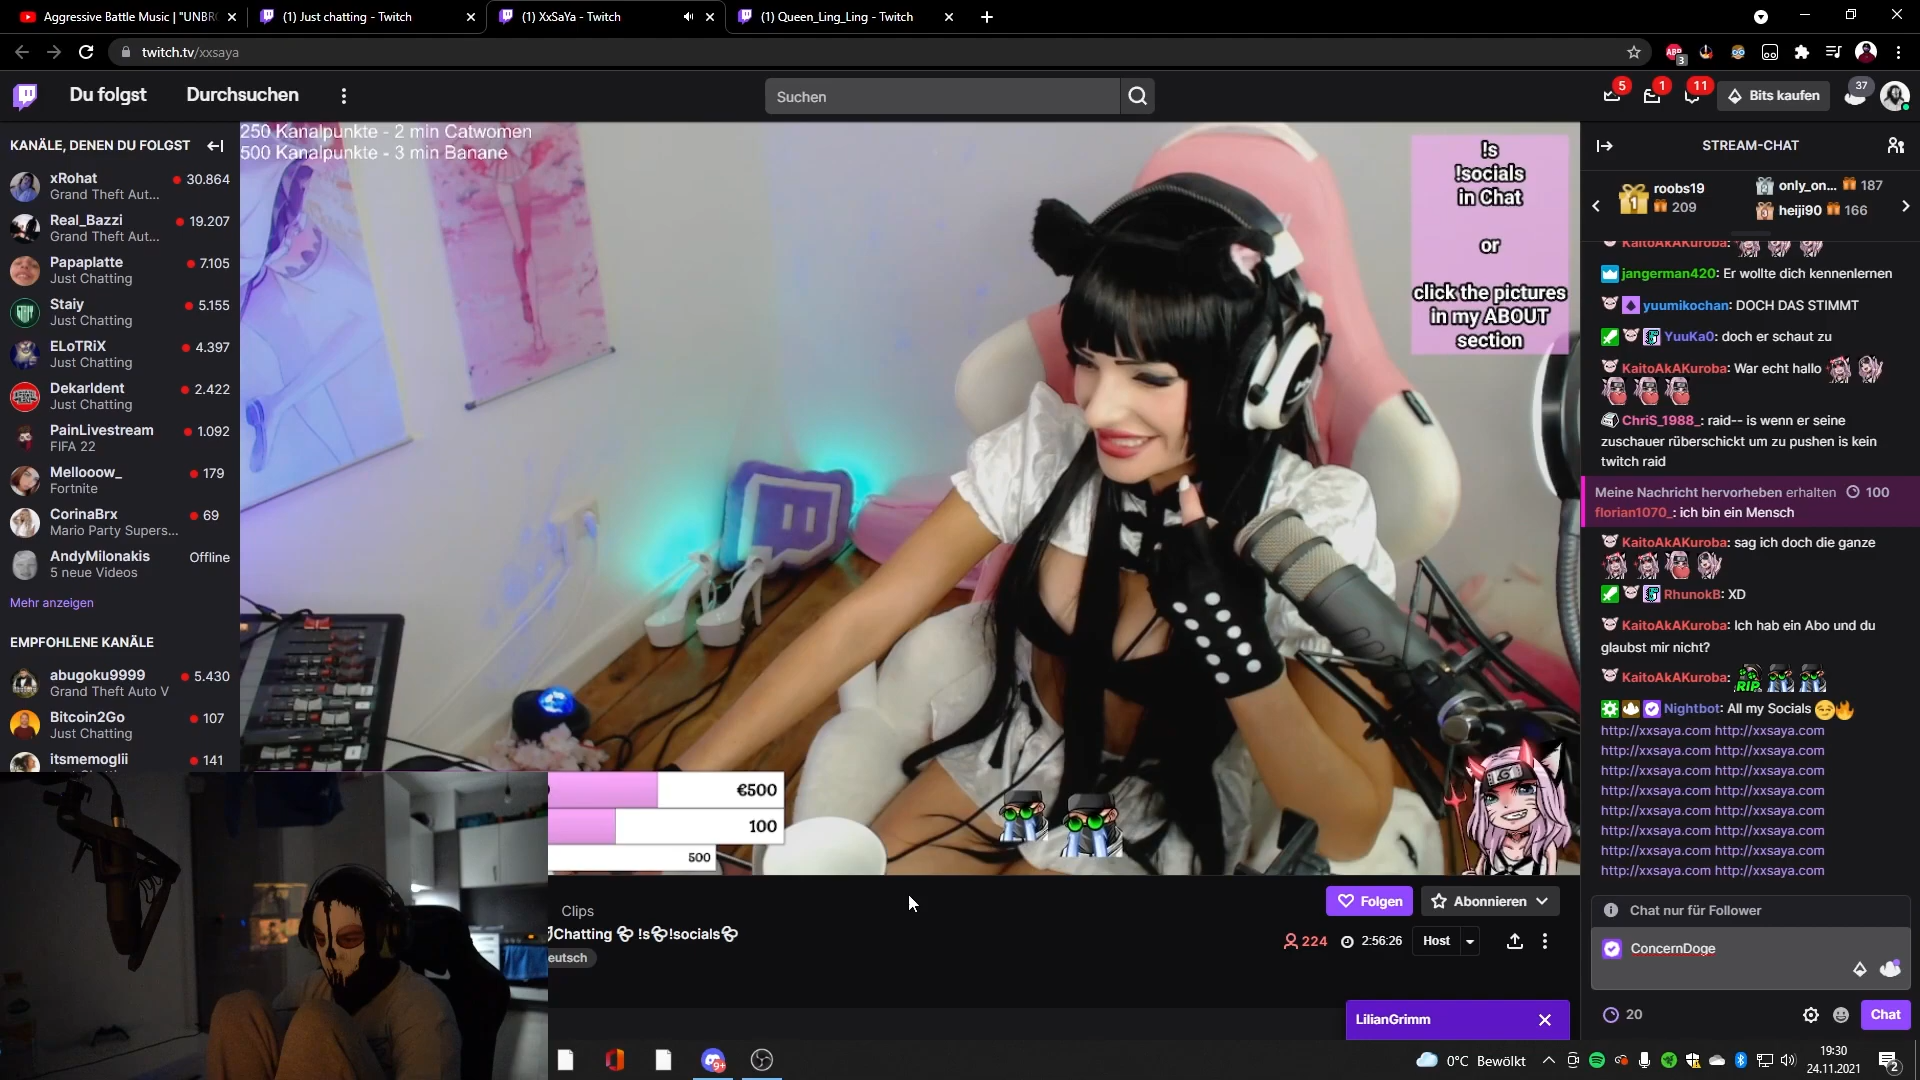 Aggressive Battle Music | "UNBR
(1) Just chatting - Twitch
(1) XxSaYa - Twitch
(1) Queen_Ling_Ling - Twitch
twitch.tv/xxsaya
ABP
3
Du folgst
Durchsuchen
Suchen
5
1
11
Bits kaufen
37
KANÄLE, DENEN DU FOLGST
xRohat
30.864
Grand Theft Aut...
Real_Bazzi
19.207
Grand Theft Aut...
Papaplatte
7.105
Just Chatting
Staiy
5.155
Just Chatting
ELoTRiX
4.397
Just Chatting
Dekarldent
2.422
Just Chatting
PainLivestream
1.092
FIFA 22
Mellooow_
179
Fortnite
CorinaBrx
69
Mario Party Supers...
AndyMilonakis
Offline
5 neue Videos
Mehr anzeigen
EMPFOHLENE KANÄLE
abugoku9999
5.430
Grand Theft Auto V
Bitcoin2Go
107
Just Chatting
itsmemoglii
141
250 Kanalpunkte - 2 min Catwomen
500 Kanalpunkte - 3 min Banane
!s
!socials
in Chat
or
click the pictures
in my ABOUT
section
€500
100
500
Clips
Chatting !s !socials
eutsch
Folgen
Abonnieren
224
2:56:26
Host
LilianGrimm
STREAM-CHAT
1
roobs19
209
only_on... 187
heiji90 166
KaitoAkAKuroba:
jangerman420: Er wollte dich kennenlernen
yuumikochan: DOCH DAS STIMMT
YuuKa0: doch er schaut zu
KaitoAkAKuroba: War echt hallo
ChriS_1988_: raid-- is wenn er seine
zuschauer rüberschickt um zu pushen is kein
twitch raid
Meine Nachricht hervorheben erhalten 100
florian1070_: ich bin ein Mensch
KaitoAkAKuroba: sag ich doch die ganze
RhunokB: XD
KaitoAkAKuroba: Ich hab ein Abo und du
glaubst mir nicht?
KaitoAkAKuroba: RIP
Nightbot: All my Socials
http://xxsaya.com http://xxsaya.com
http://xxsaya.com http://xxsaya.com
http://xxsaya.com http://xxsaya.com
http://xxsaya.com http://xxsaya.com
http://xxsaya.com http://xxsaya.com
http://xxsaya.com http://xxsaya.com
http://xxsaya.com http://xxsaya.com
http://xxsaya.com http://xxsaya.com
Chat nur für Follower
ConcernDoge
20
Chat
9+
0°C Bewölkt
19:30
24.11.2021
2